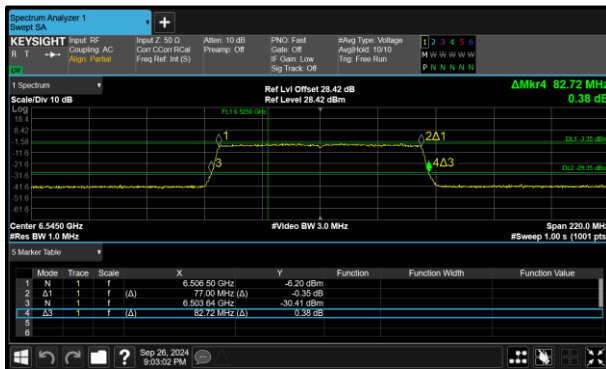 Spectrum Analyzer 1
Swept SA
KEYSIGHT
Input: RF
Coupling: AC
Align: Partial
Input Z: 50 Ω
Corr CCorr RCal
Freq Ref: Int (S)
Atten: 10 dB
Preamp: Off
PNO: Fast
Gate: Off
IF Gain: Low
Sig Track: Off
#Avg Type: Voltage
Avg|Hold: 10/10
Trig: Free Run
1 2 3 4 5 6
M W W W W W
P N N N N N
R T
1 Spectrum
Scale/Div 10 dB
Ref Lvl Offset 28.42 dB
Ref Level 28.42 dBm
ΔMkr4 82.72 MHz
0.38 dB
Log
18.4
8.42
-1.58
-11.6
-21.6
-31.6
-41.6
-51.6
-61.6
FL1 6.5250 GHz
1
2Δ1
3
4Δ3
DL1 -3.35 dBm
DL2 -29.35 dBm
Center 6.5450 GHz
#Res BW 1.0 MHz
#Video BW 3.0 MHz
Span 220.0 MHz
#Sweep 1.00 s (1001 pts)
5 Marker Table
Mode Trace Scale X Y Function Function Width Function Value
1 N 1 f 6.506 50 GHz -6.20 dBm
2 Δ1 1 f (Δ) 77.00 MHz (Δ) -0.35 dB
3 N 1 f 6.503 64 GHz -30.41 dBm
4 Δ3 1 f (Δ) 82.72 MHz (Δ) 0.38 dB
5
6
?
Sep 26, 2024
9:03:02 PM